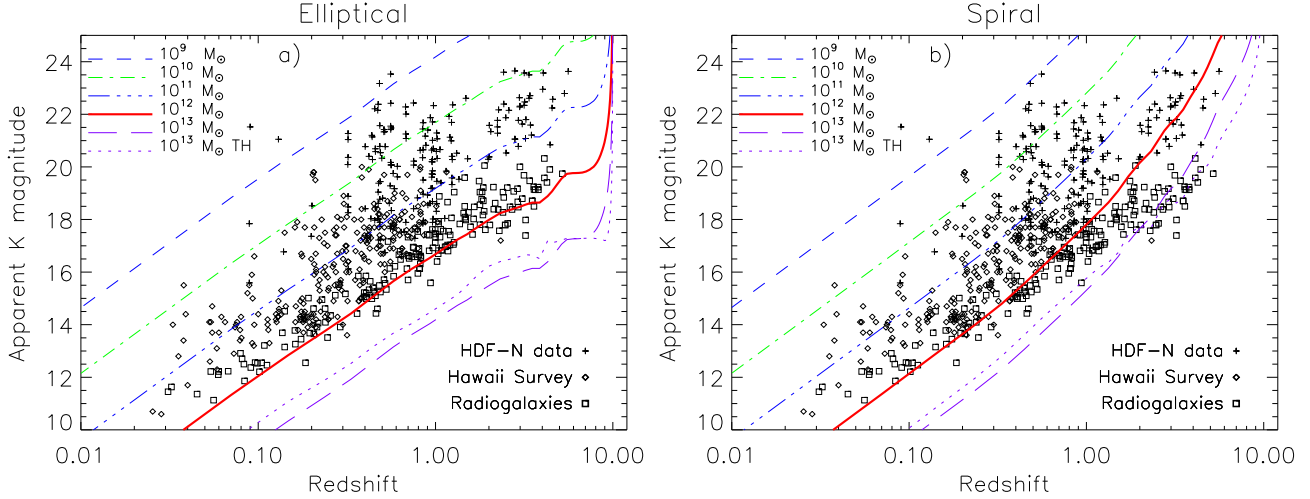 Elliptical
a)
10⁹ M⊙
10¹⁰ M⊙
10¹¹ M⊙
10¹² M⊙
10¹³ M⊙
10¹³ M⊙ TH
HDF-N data
Hawaii Survey
Radiogalaxies
24
22
20
18
16
14
12
10
Apparent K magnitude
0.01 0.10 1.00 10.00
Redshift
Spiral
b)
10⁹ M⊙
10¹⁰ M⊙
10¹¹ M⊙
10¹² M⊙
10¹³ M⊙
10¹³ M⊙ TH
HDF-N data
Hawaii Survey
Radiogalaxies
24
22
20
18
16
14
12
10
Apparent K magnitude
0.01 0.10 1.00 10.00
Redshift